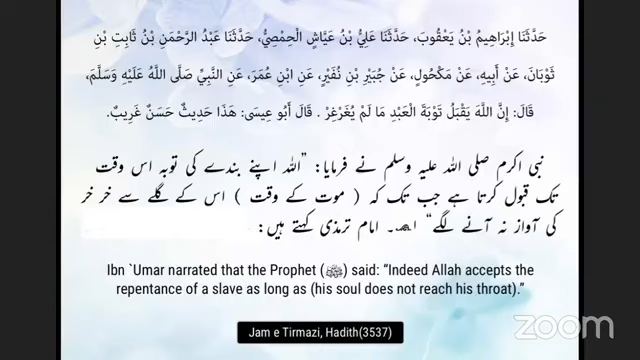 حَدَّثَنَا إِبْرَاهِيمُ بْنُ يَعْقُوبَ، حَدَّثَنَا عَلِيُّ بْنُ عَيَّاشٍ الْحِمْصِيُّ، حَدَّثَنَا عَبْدُ الرَّحْمَنِ بْنُ ثَابِتِ بْنِ
ثَوْبَانَ، عَنْ أَبِيهِ، عَنْ مَكْحُولٍ، عَنْ جُبَيْرِ بْنِ نُفَيْرٍ، عَنِ ابْنِ عُمَرَ، عَنِ النَّبِيِّ صَلَّى اللَّهُ عَلَيْهِ وَسَلَّمَ،
قَالَ: إِنَّ اللَّهَ يَقْبَلُ تَوْبَةَ الْعَبْدِ مَا لَمْ يُغَرْغِرْ . قَالَ أَبُو عِيسَى: هَذَا حَدِيثٌ حَسَنٌ غَرِيبٌ.
نبی اکرم صلی اللہ علیہ وسلم نے فرمایا: ”اللہ اپنے بندے کی توبہ اس وقت
تک قبول کرتا ہے جب تک کہ ( موت کے وقت ) اس کے گلے سے خر خر
کی آواز نہ آنے لگے“ ۱؎۔ امام ترمذی کہتے ہیں:
Ibn `Umar narrated that the Prophet (ﷺ) said: “Indeed Allah accepts the
repentance of a slave as long as (his soul does not reach his throat).”
Jam e Tirmazi, Hadith(3537)
zoom